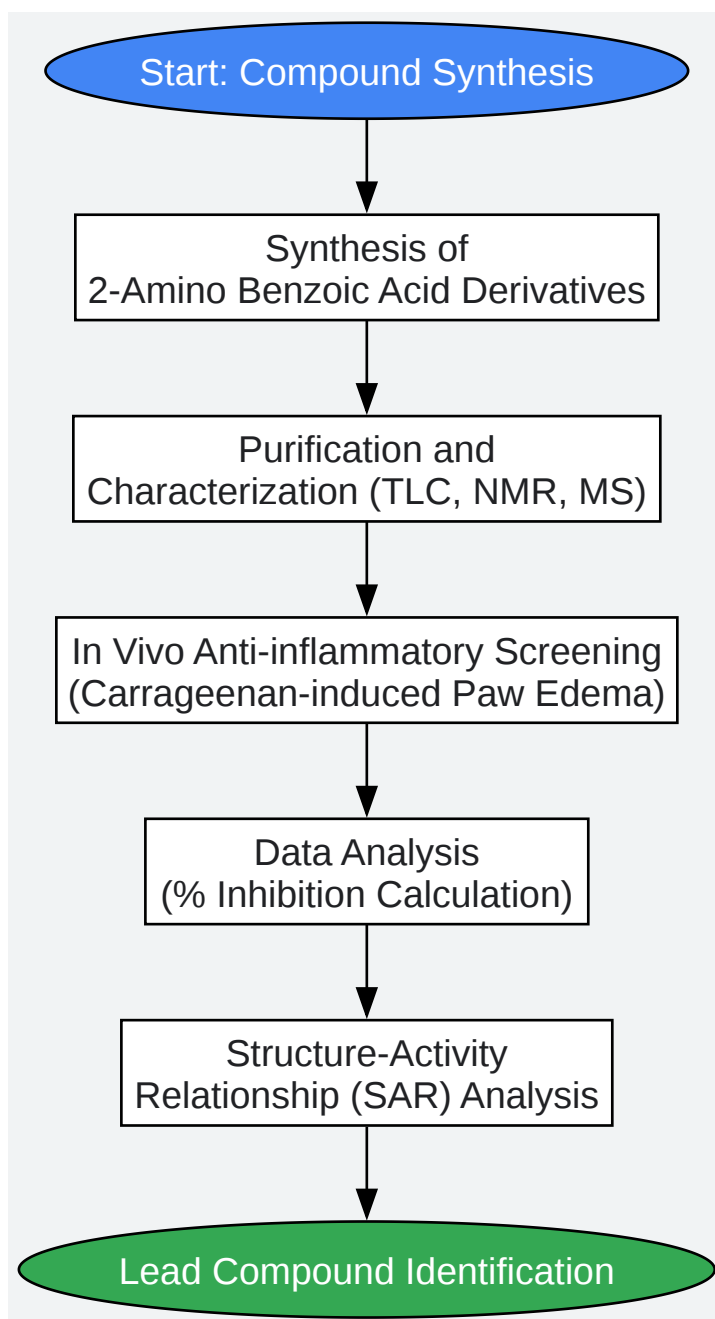 Start: Compound Synthesis
Synthesis of
2-Amino Benzoic Acid Derivatives
Purification and
Characterization (TLC, NMR, MS)
In Vivo Anti-inflammatory Screening
(Carrageenan-induced Paw Edema)
Data Analysis
(% Inhibition Calculation)
Structure-Activity
Relationship (SAR) Analysis
Lead Compound Identification